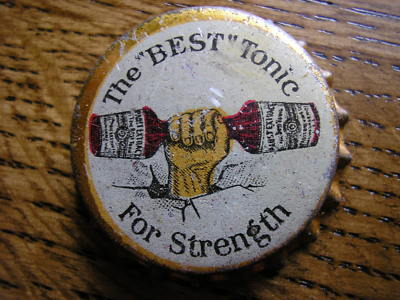 The "BEST" Tonic
For Strength